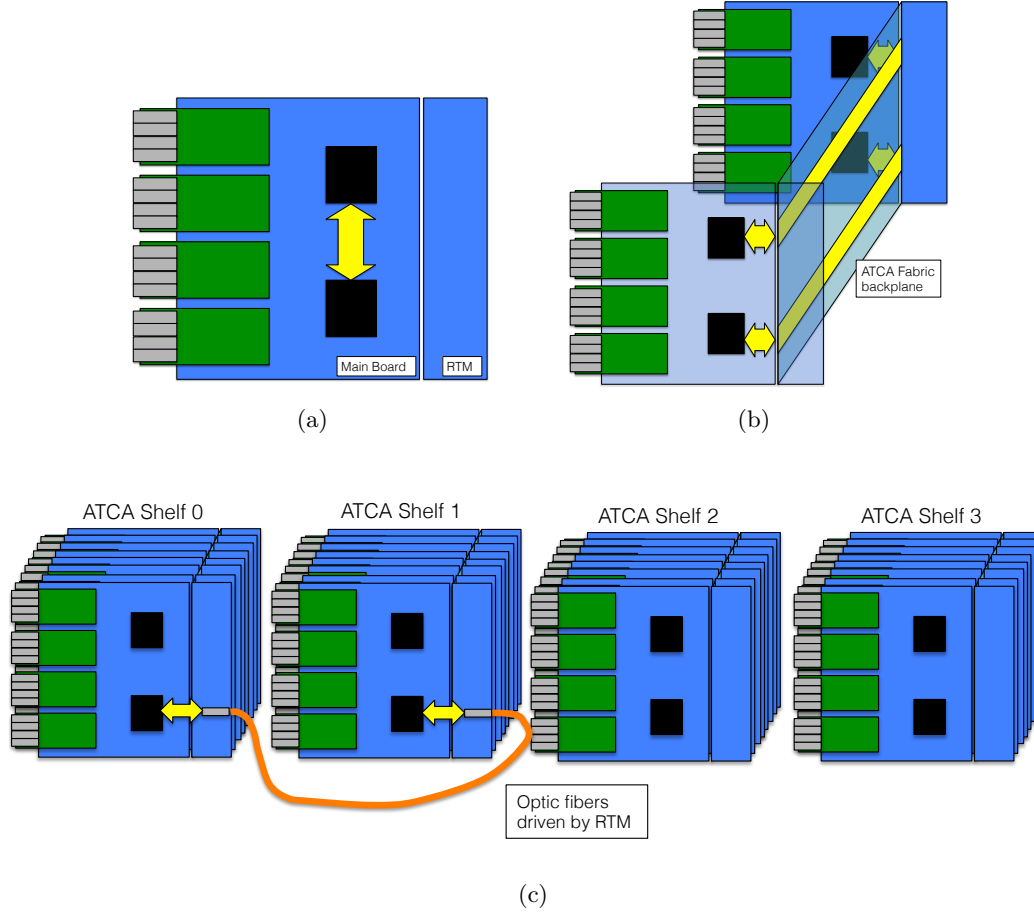 Main Board
RTM
(a)
ATCA Fabric
backplane
(b)
ATCA Shelf 0
ATCA Shelf 1
ATCA Shelf 2
ATCA Shelf 3
Optic fibers
driven by RTM
(c)